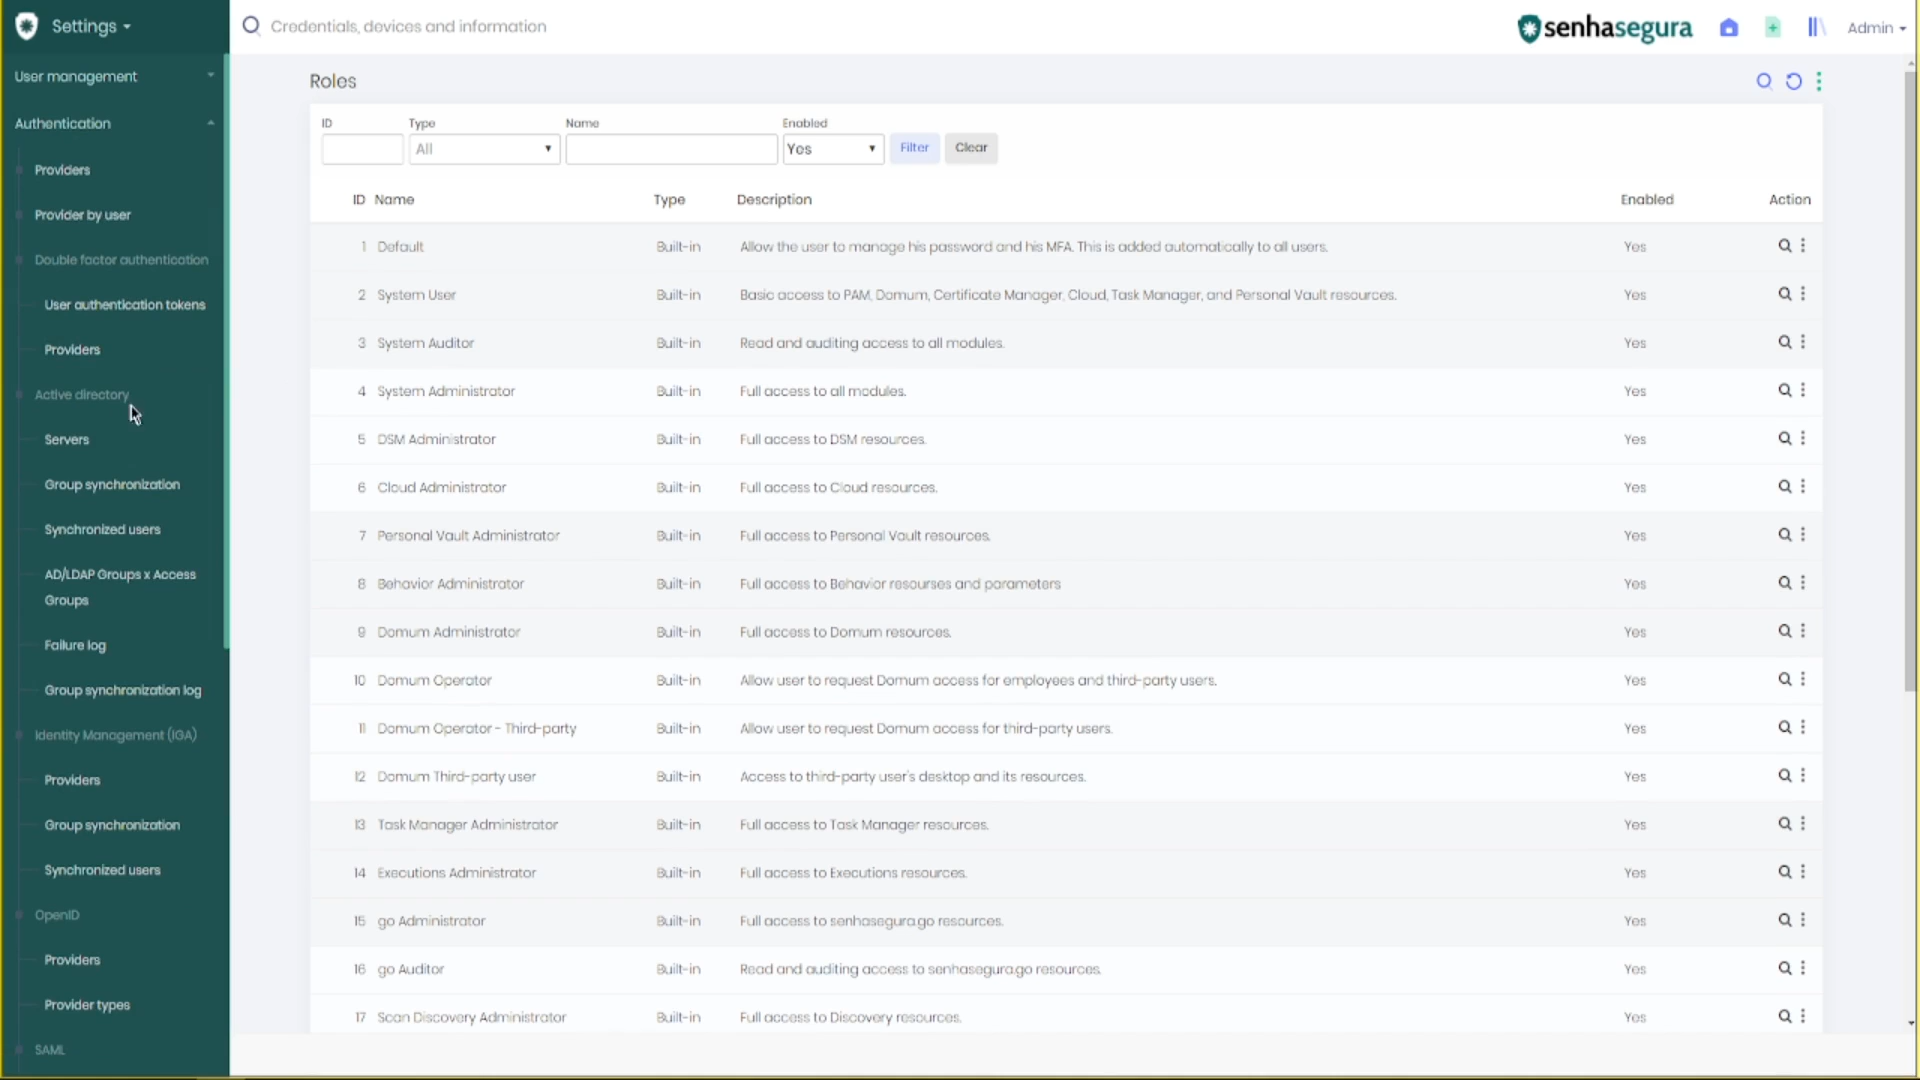 Settings
Credentials, devices and information
senhasegura
Admin
User management
Authentication
Providers
Provider by user
Double factor authentication
User authentication tokens
Providers
Active directory
Servers
Group synchronization
Synchronized users
AD/LDAP Groups x Access
Groups
Failure log
Group synchronization log
Identity Management (IGA)
Providers
Group synchronization
Synchronized users
OpenID
Providers
Provider types
SAML
Roles
ID Type Name Enabled
All Yes Filter Clear
ID Name Type Description Enabled Action
1 Default Built-in Allow the user to manage his password and his MFA. This is added automatically to all users. Yes
2 System User Built-in Basic access to PAM, Domum, Certificate Manager, Cloud, Task Manager, and Personal Vault resources. Yes
3 System Auditor Built-in Read and auditing access to all modules. Yes
4 System Administrator Built-in Full access to all modules. Yes
5 DSM Administrator Built-in Full access to DSM resources. Yes
6 Cloud Administrator Built-in Full access to Cloud resources. Yes
7 Personal Vault Administrator Built-in Full access to Personal Vault resources. Yes
8 Behavior Administrator Built-in Full access to Behavior resourses and parameters Yes
9 Domum Administrator Built-in Full access to Domum resources. Yes
10 Domum Operator Built-in Allow user to request Domum access for employees and third-party users. Yes
11 Domum Operator - Third-party Built-in Allow user to request Domum access for third-party users. Yes
12 Domum Third-party user Built-in Access to third-party user's desktop and its resources. Yes
13 Task Manager Administrator Built-in Full access to Task Manager resources. Yes
14 Executions Administrator Built-in Full access to Executions resources. Yes
15 go Administrator Built-in Full access to senhasegura.go resources. Yes
16 go Auditor Built-in Read and auditing access to senhasegura.go resources. Yes
17 Scan Discovery Administrator Built-in Full access to Discovery resources. Yes